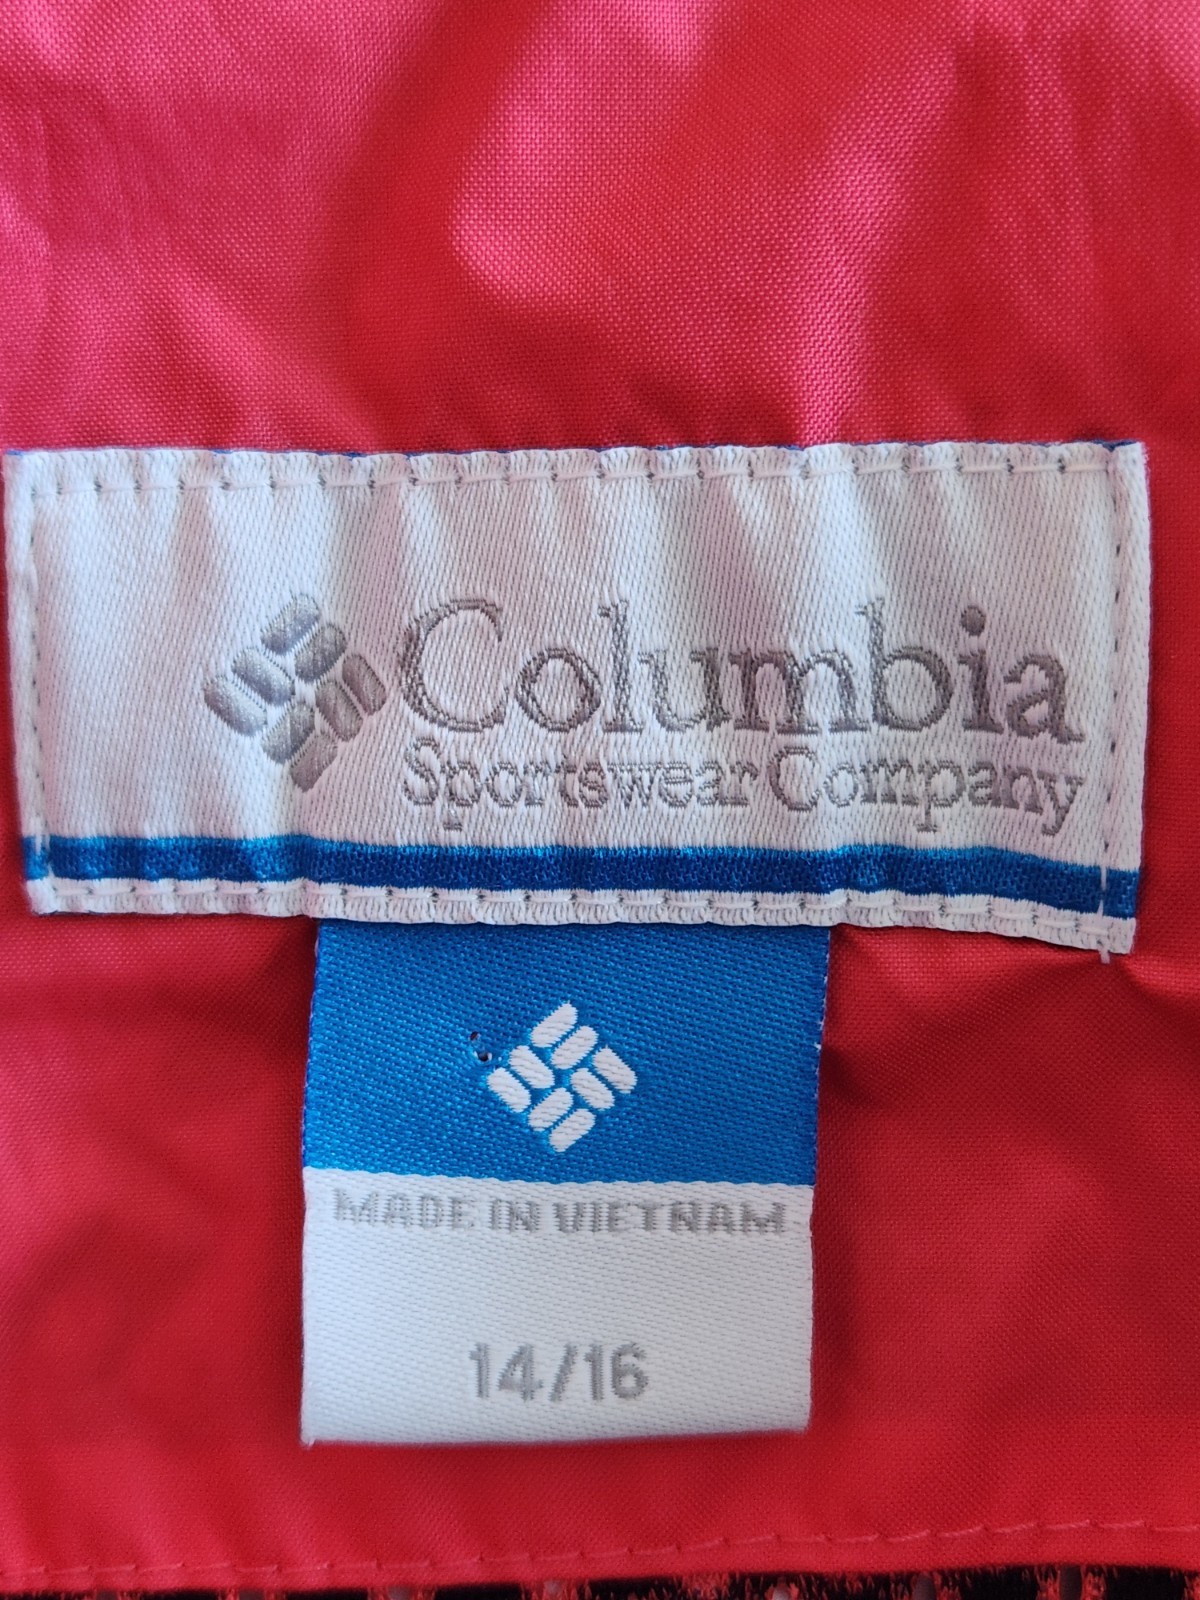 Columbia
Sportswear Company
MADE IN VIETNAM
14/16